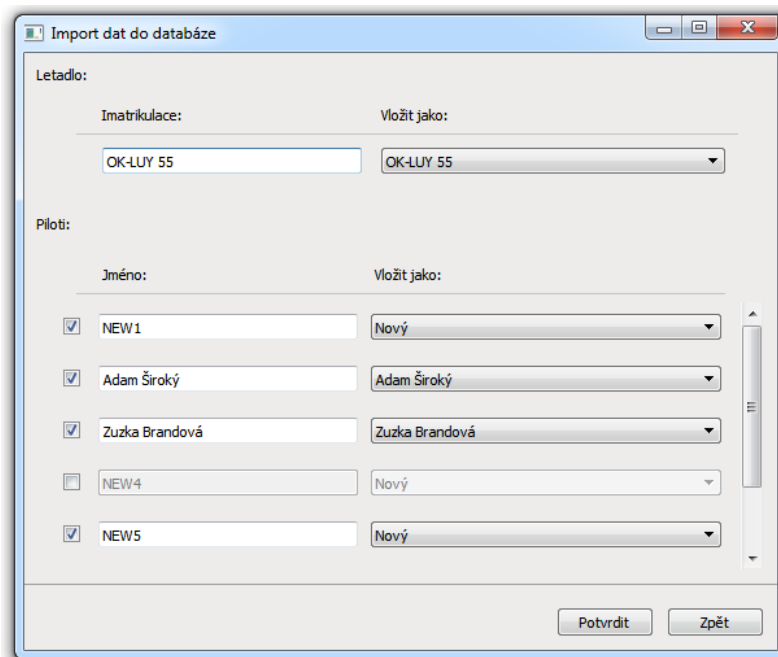 Import dat do databáze
Letadlo:
Imatrikulace: Vložit jako:
OK-LUY 55 OK-LUY 55
Piloti:
Jméno: Vložit jako:
NEW1 Nový
Adam Široký Adam Široký
Zuzka Brandová Zuzka Brandová
NEW4 Nový
NEW5 Nový
Potvrdit Zpět